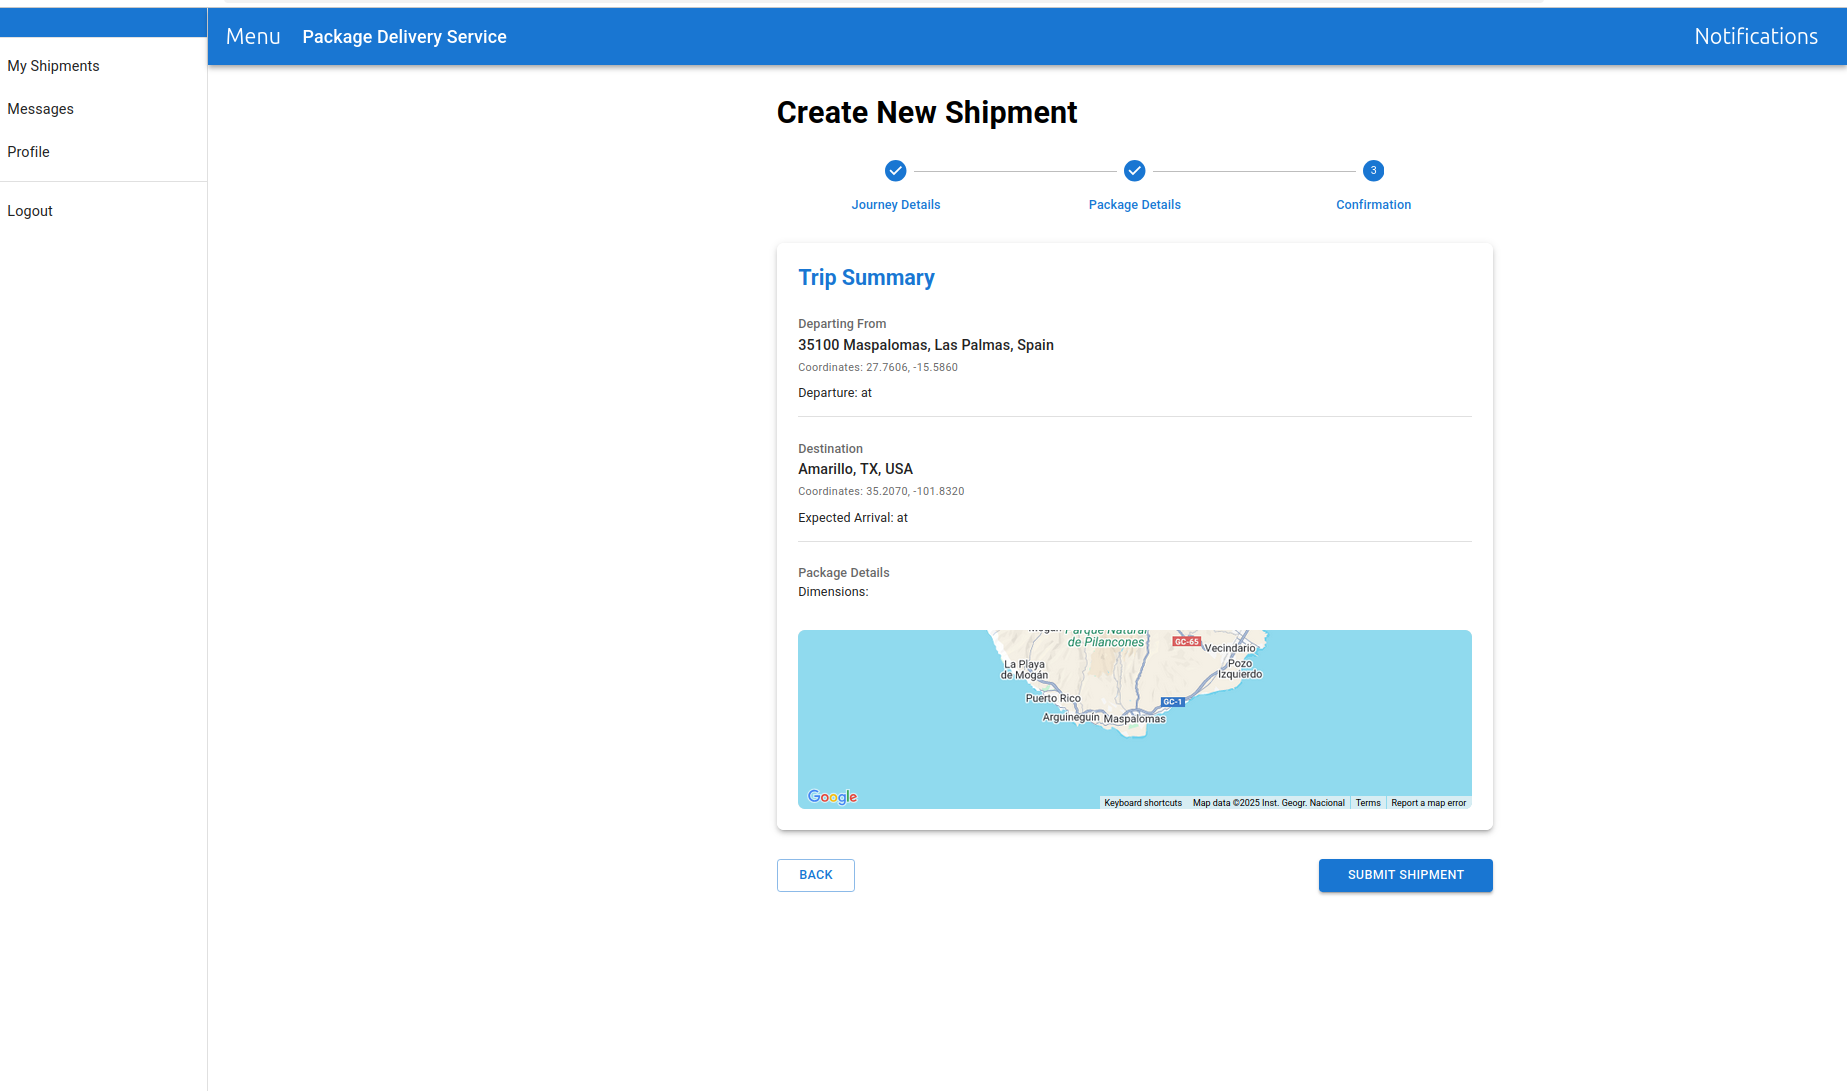 Menu Package Delivery Service Notifications
My Shipments
Messages
Profile
Logout
Create New Shipment
3
Journey Details Package Details Confirmation
Trip Summary
Departing From
35100 Maspalomas, Las Palmas, Spain
Coordinates: 27.7606, -15.5860
Departure: at
Destination
Amarillo, TX, USA
Coordinates: 35.2070, -101.8320
Expected Arrival: at
Package Details
Dimensions:
Mogán Parque Natural
de Pilancones
GC-65
Vecindario
La Playa
de Mogán
Pozo
Izquierdo
Puerto Rico
GC-1
Arguineguín Maspalomas
Google
Keyboard shortcuts Map data ©2025 Inst. Geogr. Nacional Terms Report a map error
BACK SUBMIT SHIPMENT